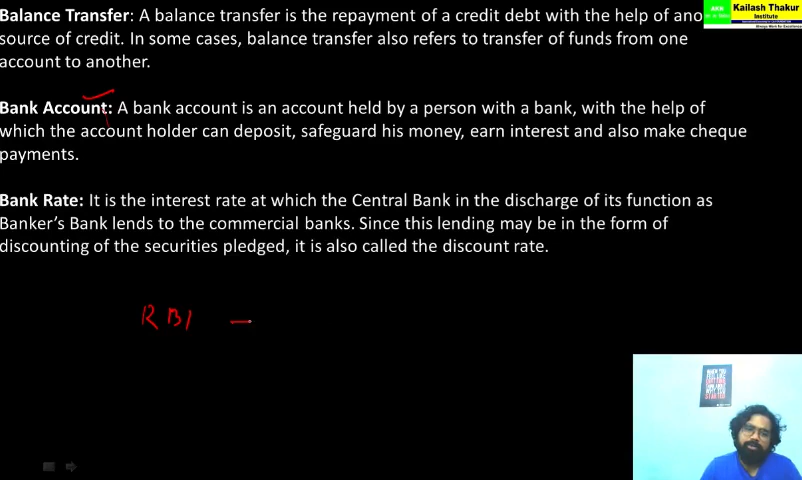 Balance Transfer: A balance transfer is the repayment of a credit debt with the help of ano
source of credit. In some cases, balance transfer also refers to transfer of funds from one
account to another.
Bank Account: A bank account is an account held by a person with a bank, with the help of
which the account holder can deposit, safeguard his money, earn interest and also make cheque
payments.
Bank Rate: It is the interest rate at which the Central Bank in the discharge of its function as
Banker's Bank lends to the commercial banks. Since this lending may be in the form of
discounting of the securities pledged, it is also called the discount rate.
RBI —
Kailash Thakur
Institute
Always Work for Excellence